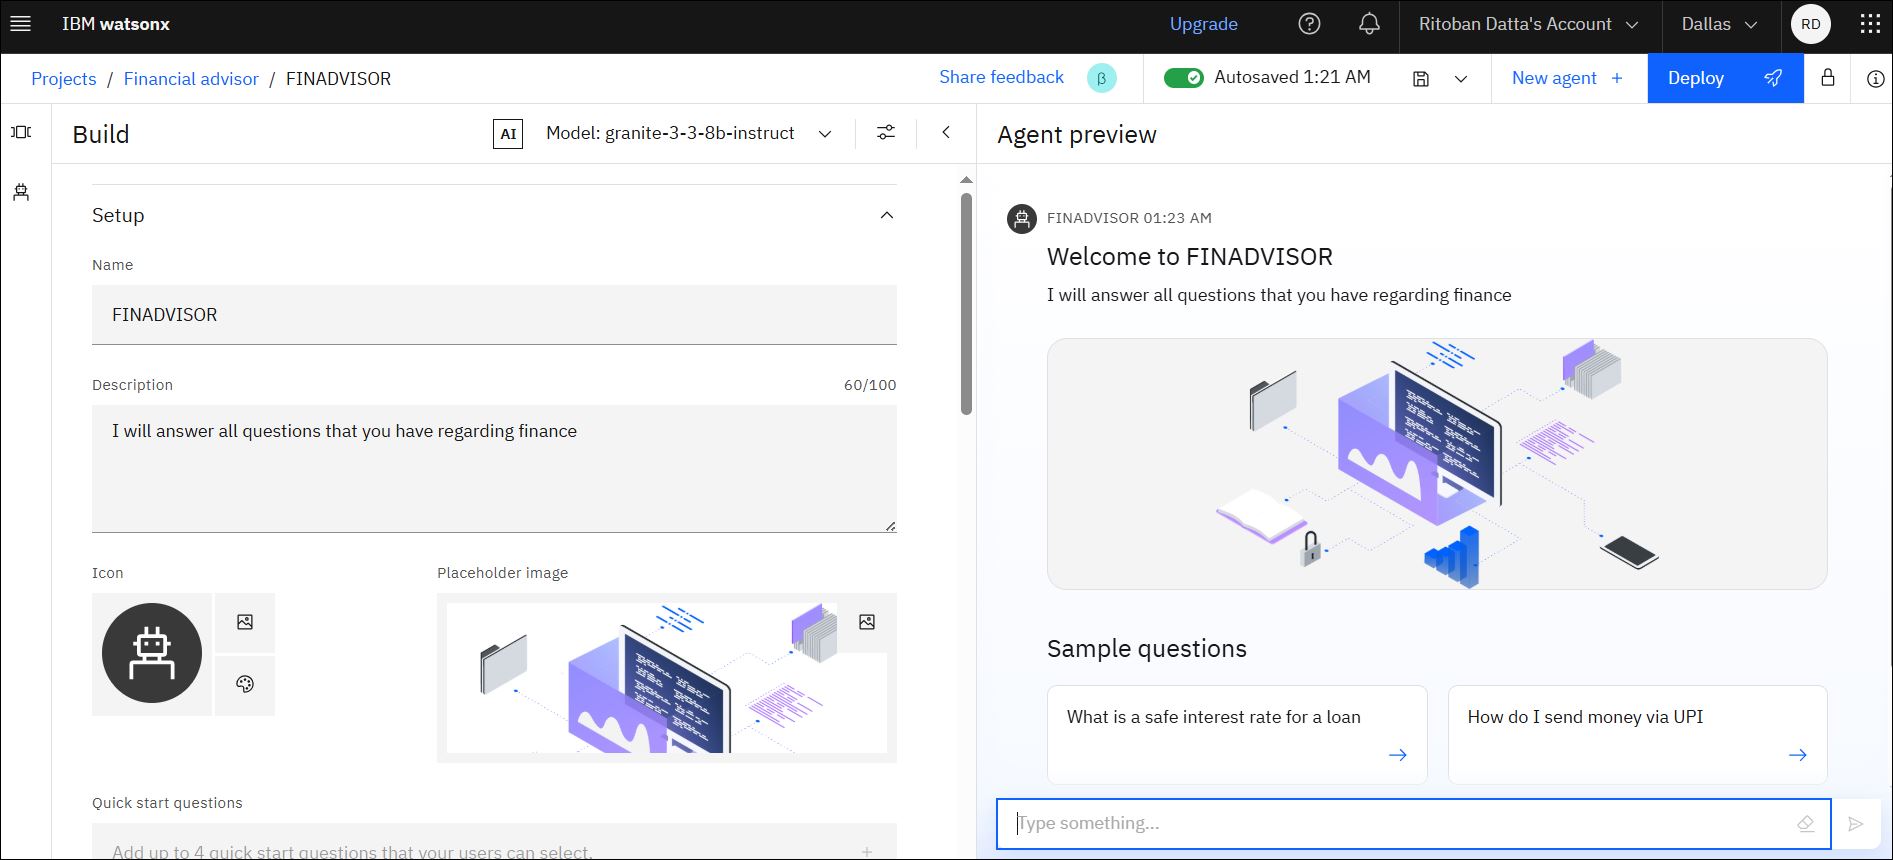 IBM watsonx
Upgrade
Ritoban Datta's Account
Dallas
RD
Projects / Financial advisor / FINADVISOR
Share feedback
β
Autosaved 1:21 AM
New agent +
Deploy
Build
AI
Model: granite-3-3-8b-instruct
Agent preview
Setup
Name
FINADVISOR
Description
60/100
I will answer all questions that you have regarding finance
Icon
Placeholder image
Quick start questions
Add up to 4 quick start questions that your users can select.
FINADVISOR 01:23 AM
Welcome to FINADVISOR
I will answer all questions that you have regarding finance
Sample questions
What is a safe interest rate for a loan
How do I send money via UPI
Type something...